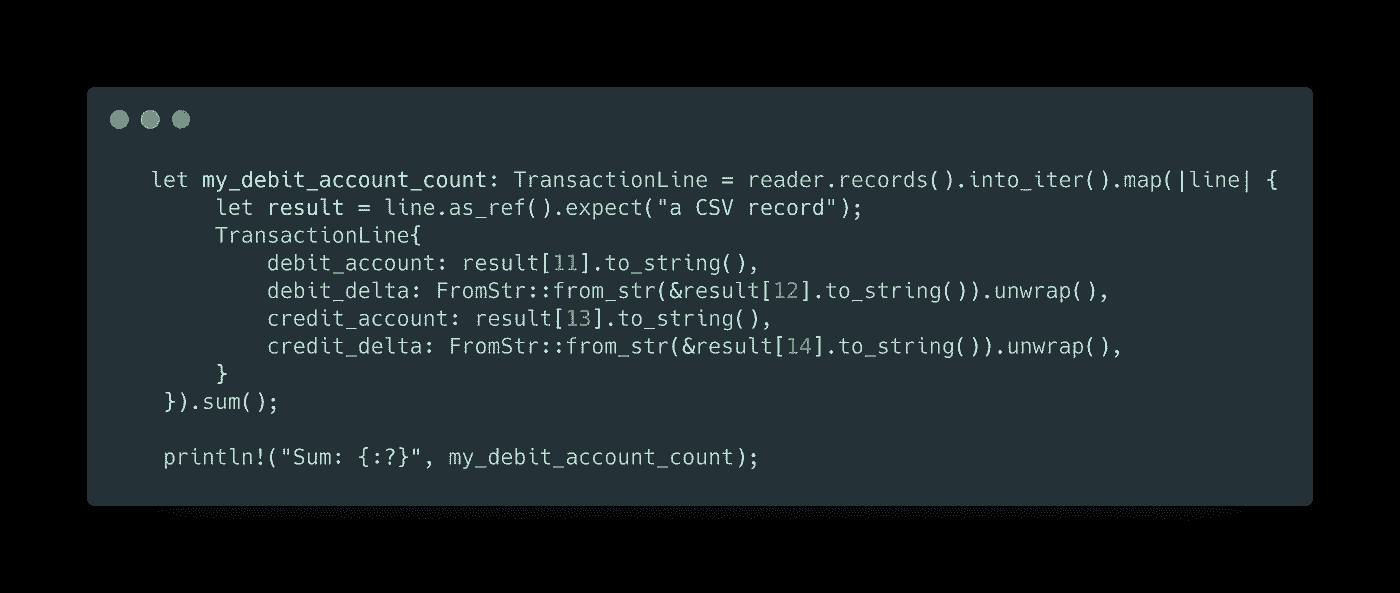 let my_debit_account_count: TransactionLine = reader.records().into_iter().map(|line| {
let result = line.as_ref().expect("a CSV record");
TransactionLine{
debit_account: result[11].to_string(),
debit_delta: FromStr::from_str(&result[12].to_string()).unwrap(),
credit_account: result[13].to_string(),
credit_delta: FromStr::from_str(&result[14].to_string()).unwrap(),
}
}).sum();
println!("Sum: {:?}", my_debit_account_count);